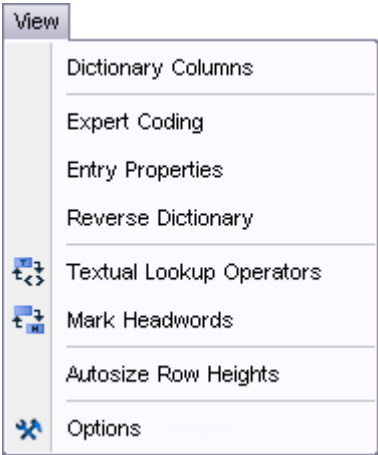 View
Dictionary Columns
Expert Coding
Entry Properties
Reverse Dictionary
Textual Lookup Operators
Mark Headwords
Autosize Row Heights
Options